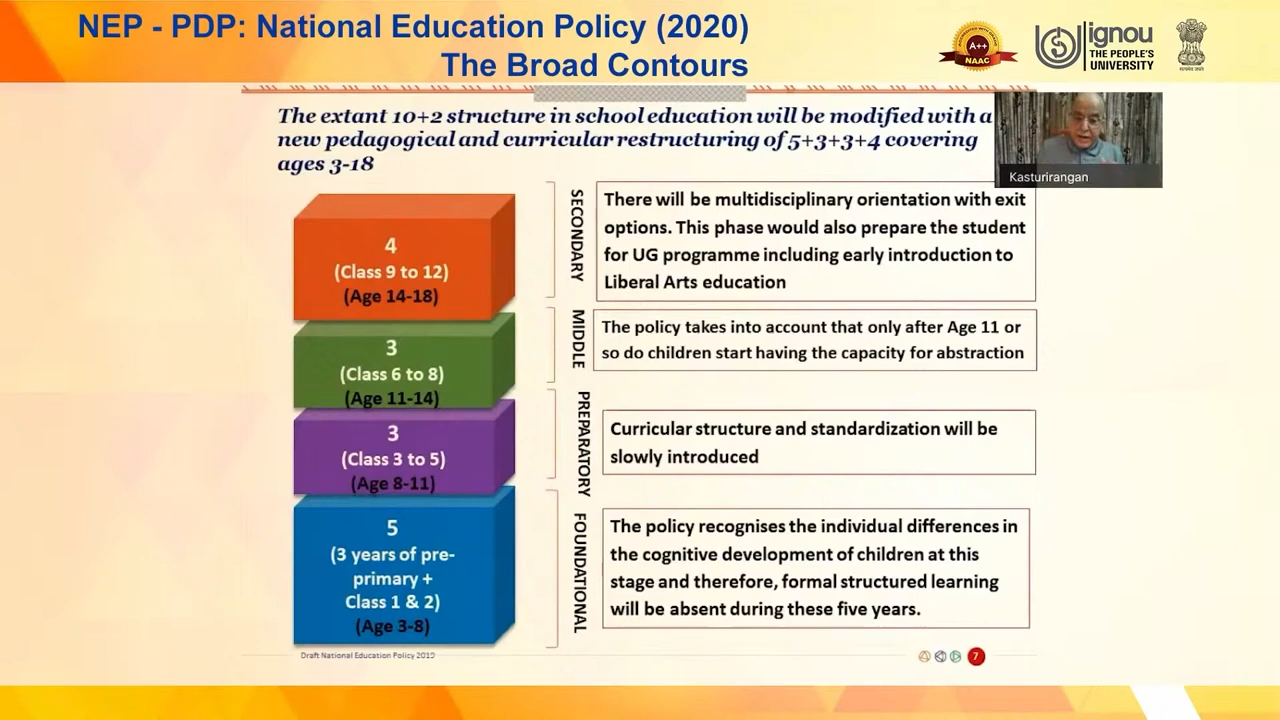 NEP - PDP: National Education Policy (2020)
The Broad Contours
A++
NAAC
ignou
THE PEOPLE'S
UNIVERSITY
The extant 10+2 structure in school education will be modified with a
new pedagogical and curricular restructuring of 5+3+3+4 covering
ages 3-18
Kasturirangan
4
(Class 9 to 12)
(Age 14-18)
SECONDARY
There will be multidisciplinary orientation with exit
options. This phase would also prepare the student
for UG programme including early introduction to
Liberal Arts education
3
(Class 6 to 8)
(Age 11-14)
MIDDLE
The policy takes into account that only after Age 11 or
so do children start having the capacity for abstraction
3
(Class 3 to 5)
(Age 8-11)
PREPARATORY
Curricular structure and standardization will be
slowly introduced
5
(3 years of pre-
primary +
Class 1 & 2)
(Age 3-8)
FOUNDATIONAL
The policy recognises the individual differences in
the cognitive development of children at this
stage and therefore, formal structured learning
will be absent during these five years.
Draft National Education Policy 2019
7